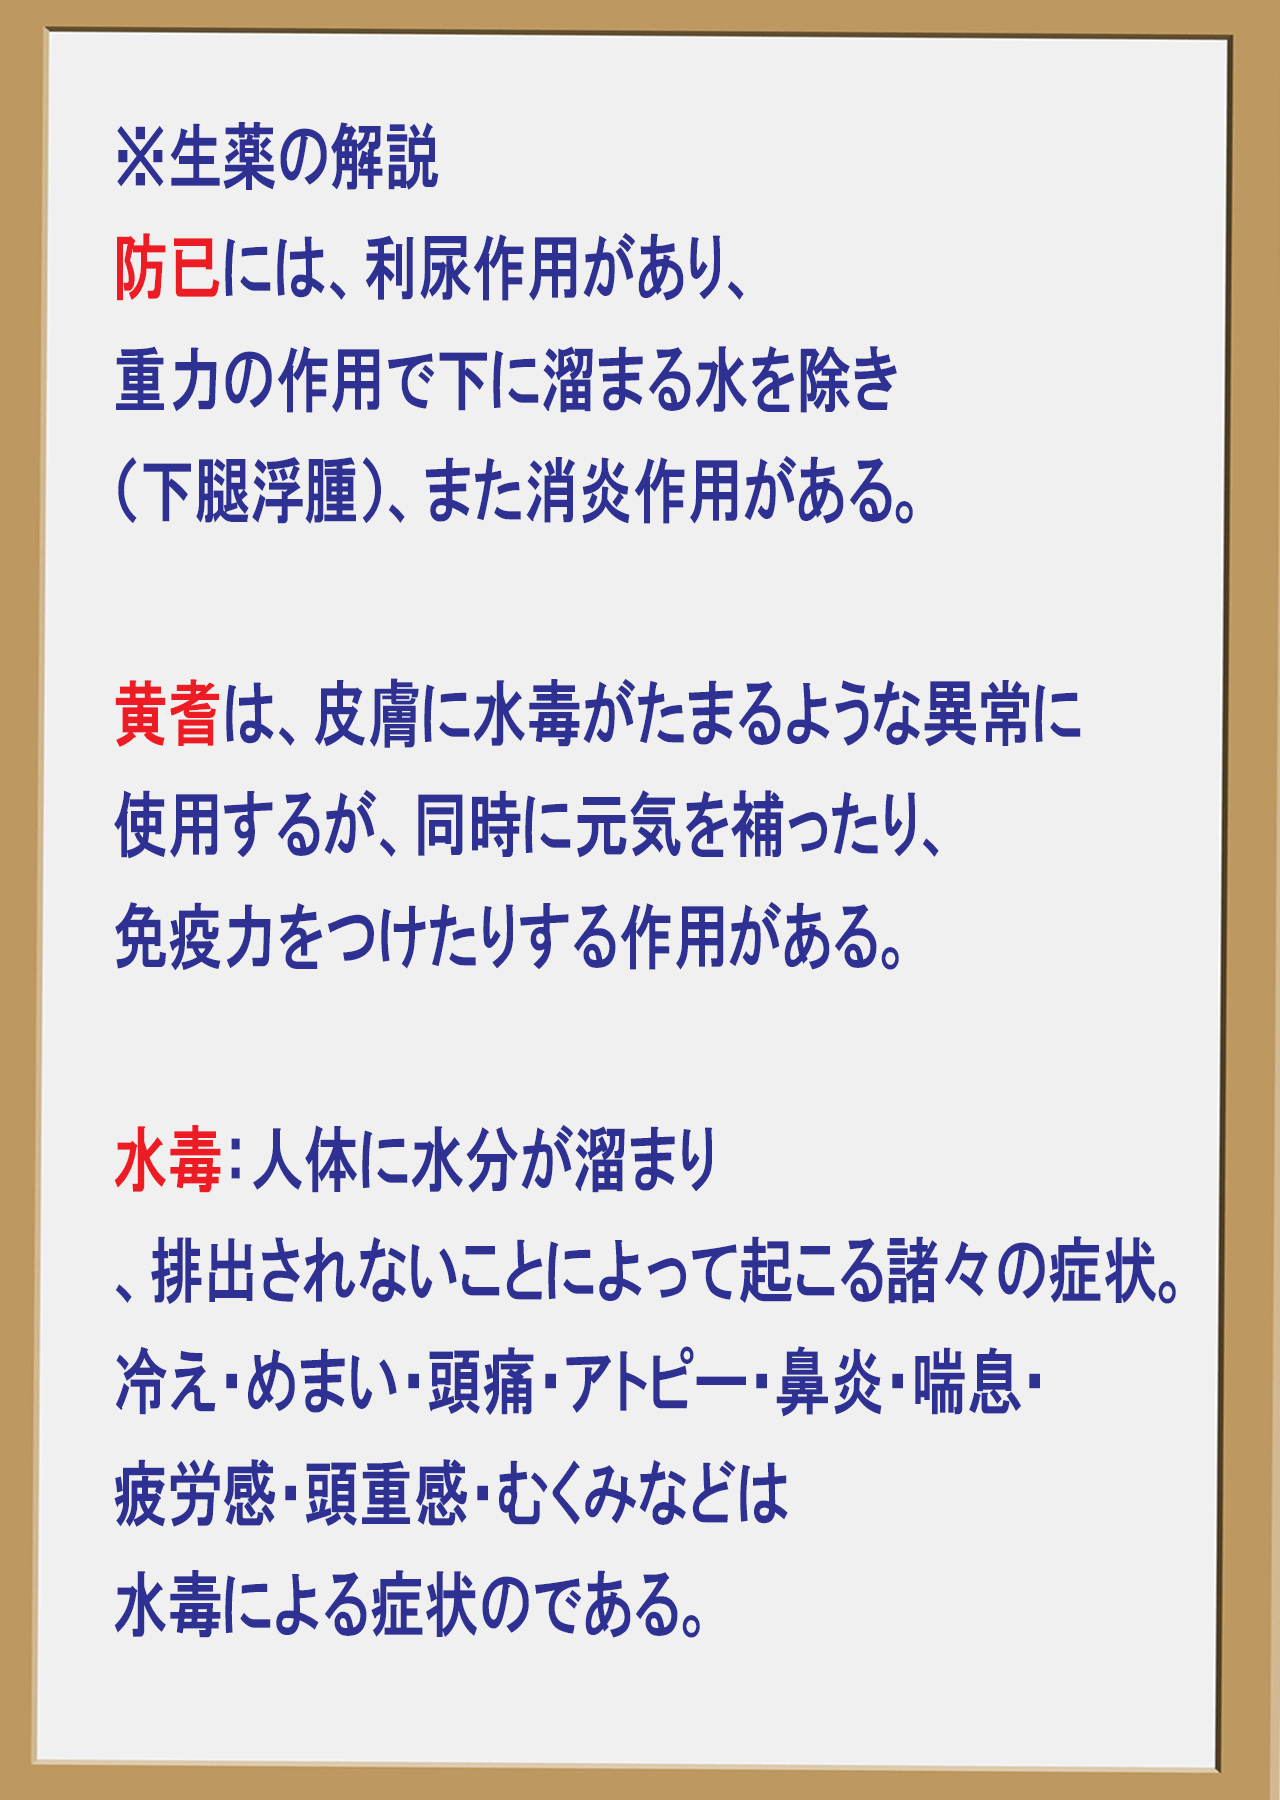 ※生薬の解説
防已には、利尿作用があり、
重力の作用で下に溜まる水を除き
（下腿浮腫）、また消炎作用がある。
黄耆は、皮膚に水毒がたまるような異常に
使用するが、同時に元気を補ったり、
免疫力をつけたりする作用がある。
水毒：人体に水分が溜まり
、排出されないことによって起こる諸々の症状。
冷え・めまい・頭痛・アトピー・鼻炎・喘息・
疲労感・頭重感・むくみなどは
水毒による症状のである。